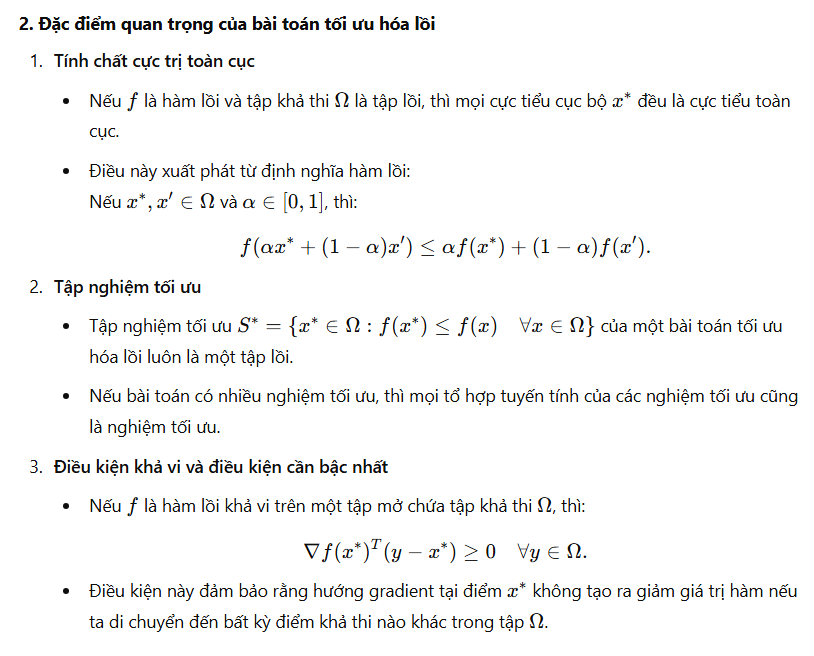 2. Đặc điểm quan trọng của bài toán tối ưu hóa lồi
1. Tính chất cực trị toàn cục
• Nếu f là hàm lồi và tập khả thi Ω là tập lồi, thì mọi cực tiểu cục bộ x* đều là cực tiểu toàn
cục.
• Điều này xuất phát từ định nghĩa hàm lồi:
Nếu x*, x′ ∈ Ω và α ∈ [0, 1], thì:
f(αx* + (1 − α)x′) ≤ αf(x*) + (1 − α)f(x′).
2. Tập nghiệm tối ưu
• Tập nghiệm tối ưu S* = {x* ∈ Ω : f(x*) ≤ f(x) ∀x ∈ Ω} của một bài toán tối ưu
hóa lồi luôn là một tập lồi.
• Nếu bài toán có nhiều nghiệm tối ưu, thì mọi tổ hợp tuyến tính của các nghiệm tối ưu cũng
là nghiệm tối ưu.
3. Điều kiện khả vi và điều kiện cần bậc nhất
• Nếu f là hàm lồi khả vi trên một tập mở chứa tập khả thi Ω, thì:
∇f(x*)ᵀ(y − x*) ≥ 0 ∀y ∈ Ω.
• Điều kiện này đảm bảo rằng hướng gradient tại điểm x* không tạo ra giảm giá trị hàm nếu
ta di chuyển đến bất kỳ điểm khả thi nào khác trong tập Ω.